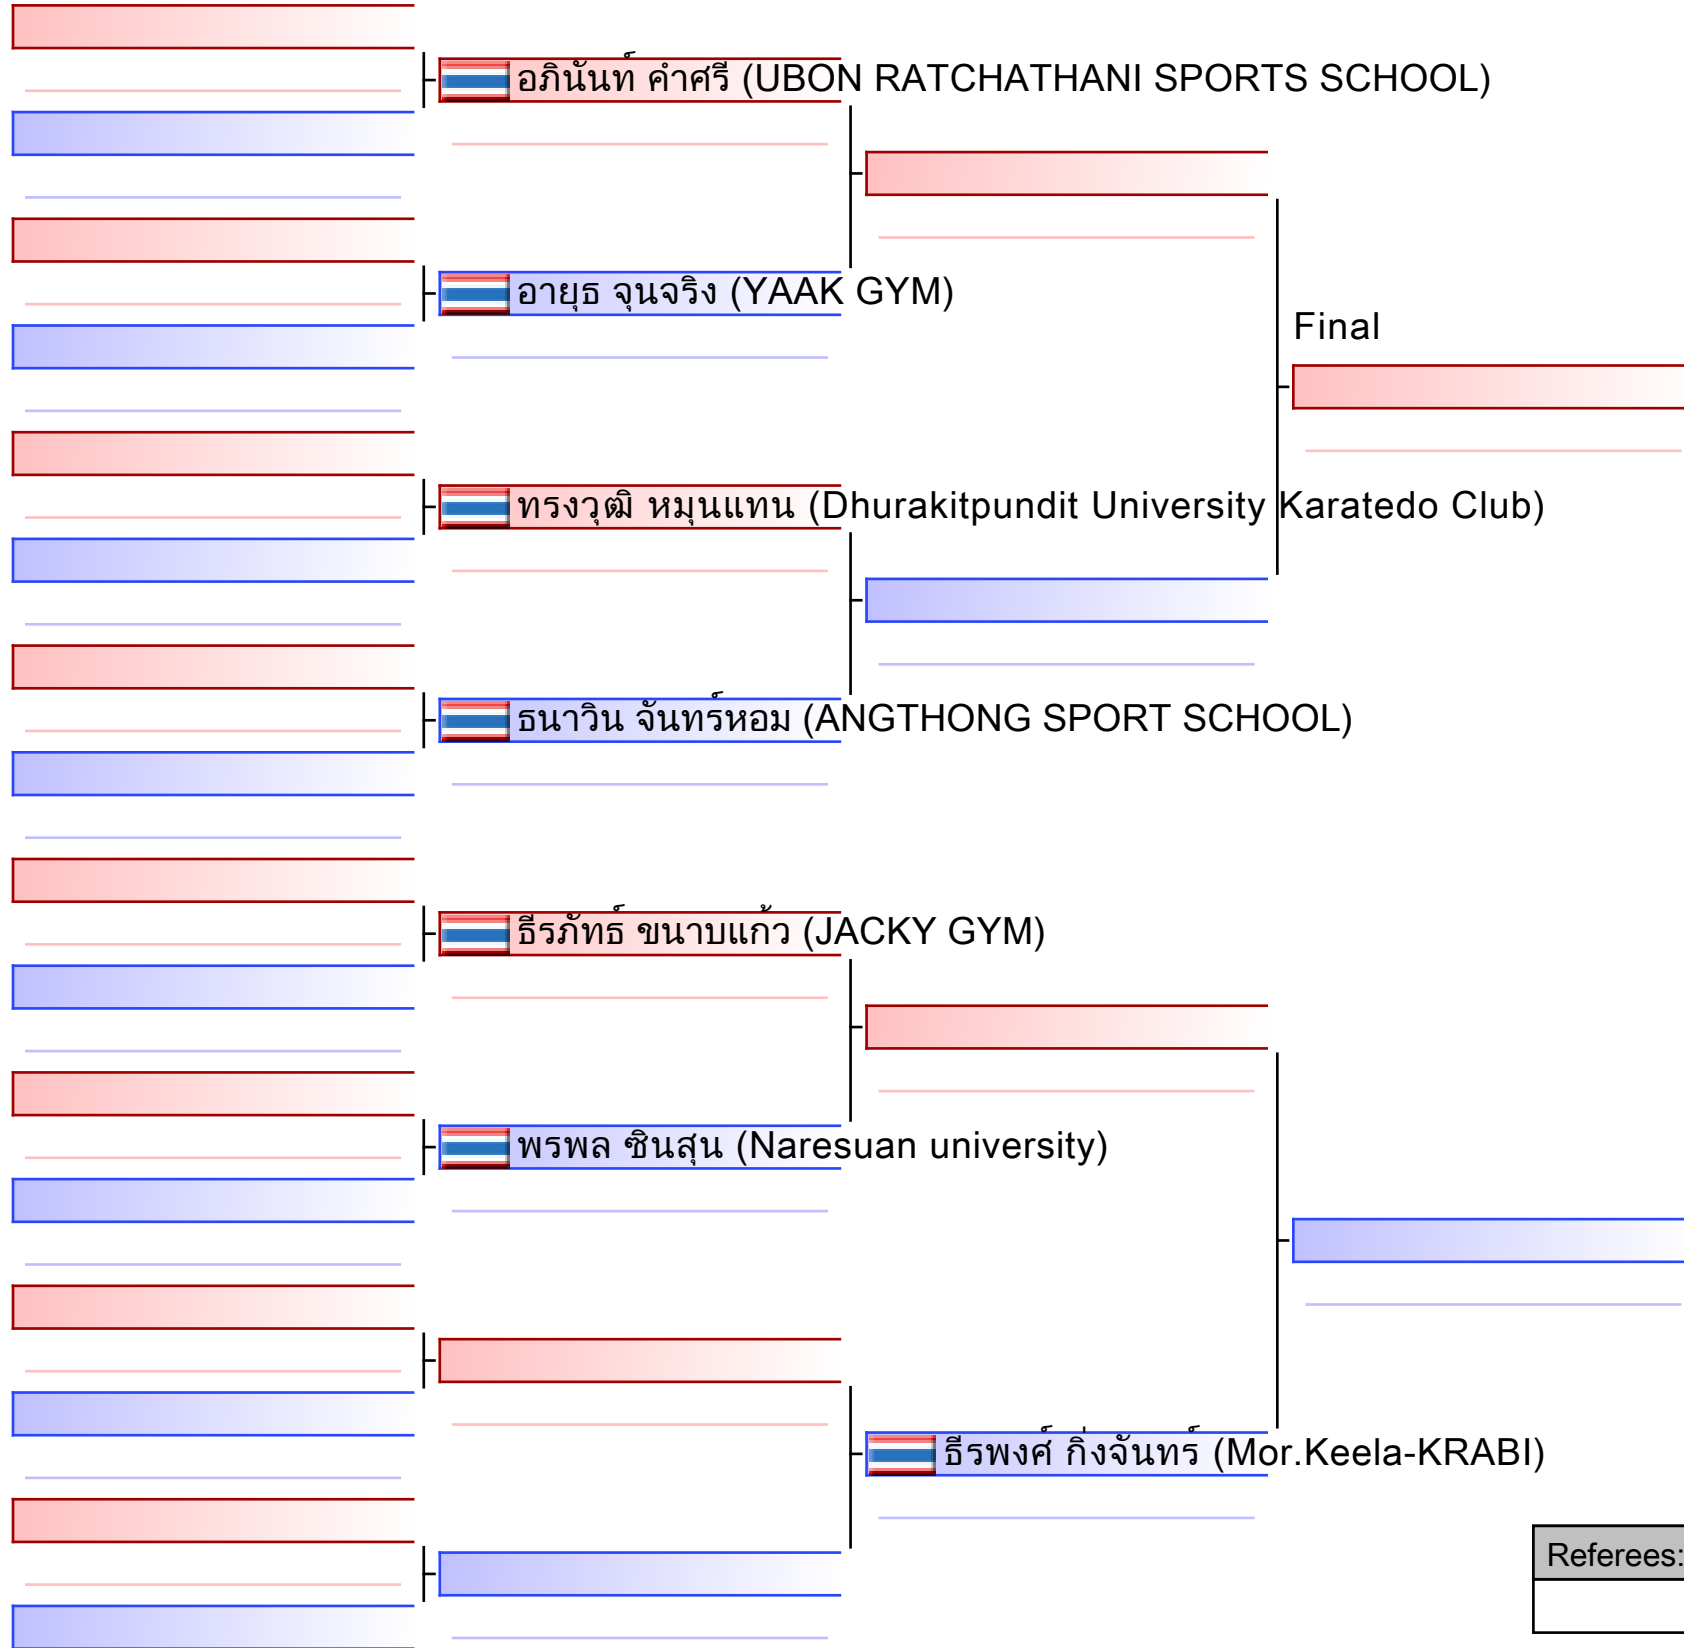 อภินันท์ คำศรี (UBON RATCHATHANI SPORTS SCHOOL)
อายุธ จุนจริง (YAAK GYM)
Final
ทรงวุฒิ หมุนแทน (Dhurakitpundit University Karatedo Club)
ธนาวิน จันทร์หอม (ANGTHONG SPORT SCHOOL)
ธีรภัทธ์ ขนาบแก้ว (JACKY GYM)
พรพล ซินสุน (Naresuan university)
ธีรพงศ์ กิ่งจันทร์ (Mor.Keela-KRABI)
Referees: